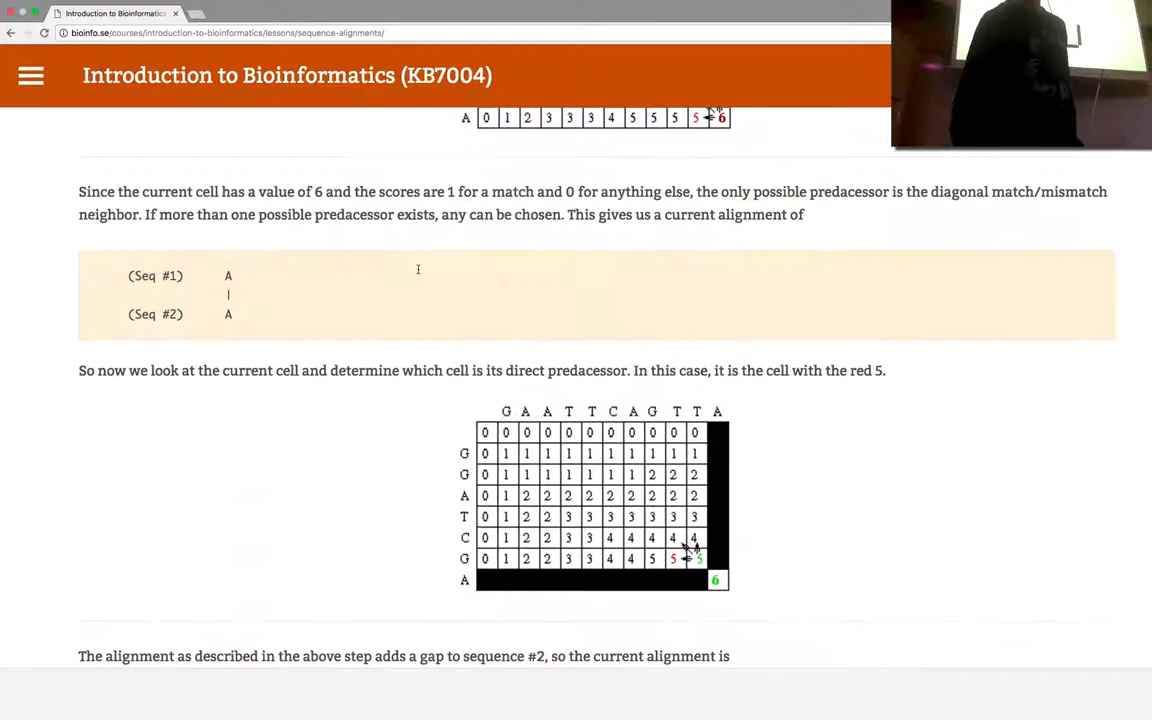 Introduction to Bioinformatics
bioinfo.se/courses/introduction-to-bioinformatics/lessons/sequence-alignments/
Introduction to Bioinformatics (KB7004)
A 0 1 2 3 3 3 4 5 5 5 5 6
Since the current cell has a value of 6 and the scores are 1 for a match and 0 for anything else, the only possible predacessor is the diagonal match/mismatch
neighbor. If more than one possible predacessor exists, any can be chosen. This gives us a current alignment of
(Seq #1) A
|
(Seq #2) A
So now we look at the current cell and determine which cell is its direct predacessor. In this case, it is the cell with the red 5.
G A A T T C A G T T A
0 0 0 0 0 0 0 0 0 0 0
G 0 1 1 1 1 1 1 1 1 1 1
G 0 1 1 1 1 1 1 1 2 2 2
A 0 1 2 2 2 2 2 2 2 2 2
T 0 1 2 2 3 3 3 3 3 3 3
C 0 1 2 2 3 3 4 4 4 4 4
G 0 1 2 2 3 3 4 4 5 5 5
A 6
The alignment as described in the above step adds a gap to sequence #2, so the current alignment is